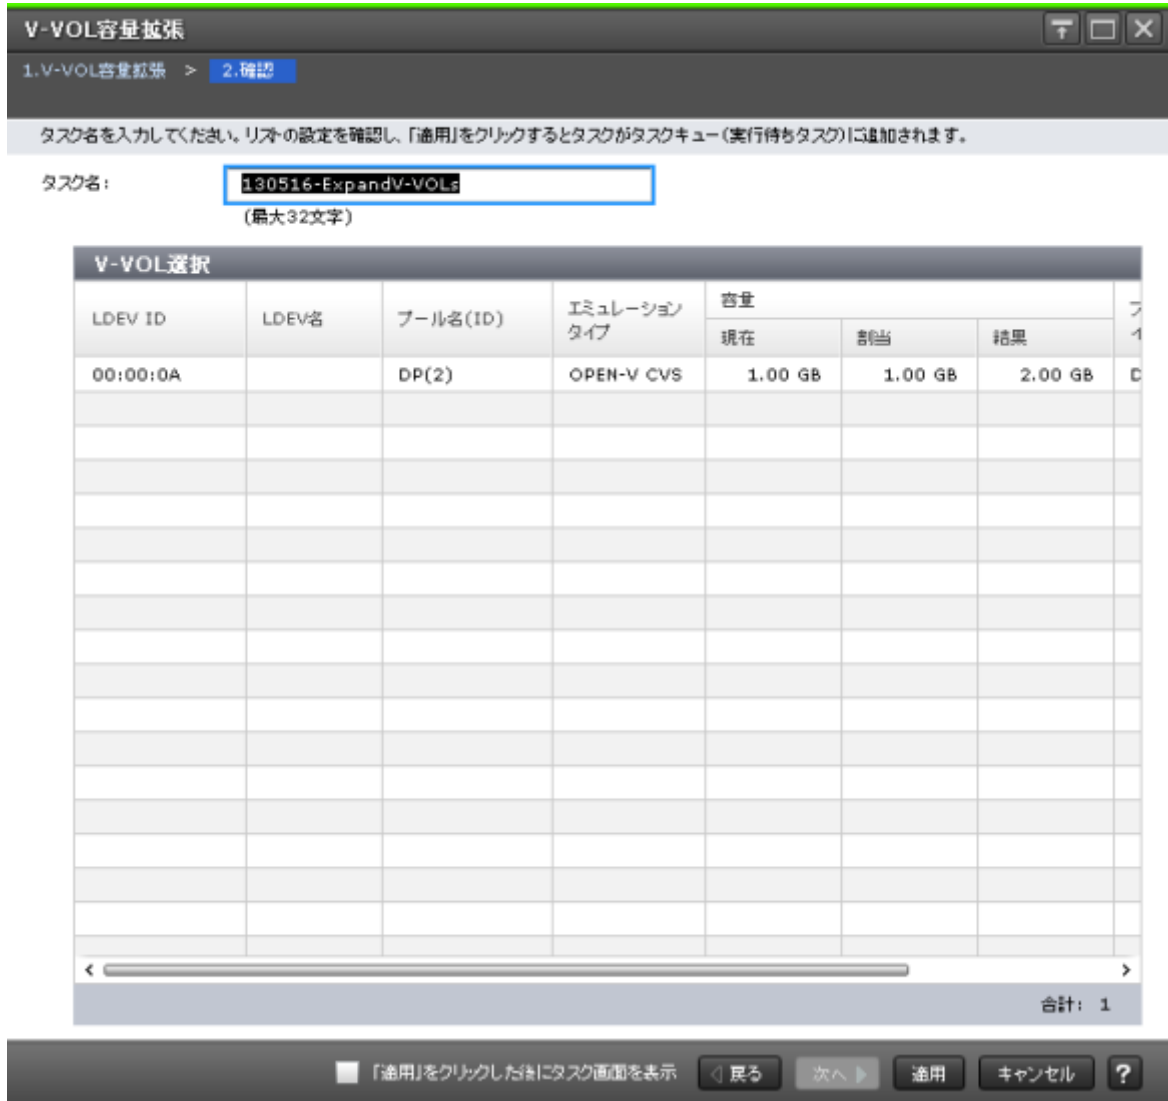 V-VOL容量拡張
1.V-VOL容量拡張 > 2.確認
タスク名を入力してください。リストの設定を確認し、「適用」をクリックするとタスクがタスクキュー(実行待ちタスク)に追加されます。
タスク名: 130516-ExpandV-VOLs
(最大32文字)
V-VOL選択
LDEV ID LDEV名 プール名(ID) エミュレーション
タイプ 容量
現在 割当 結果
00:00:0A DP(2) OPEN-V CVS 1.00 GB 1.00 GB 2.00 GB
合計: 1
「適用」をクリックした後にタスク画面を表示 戻る 次へ 適用 キャンセル ?